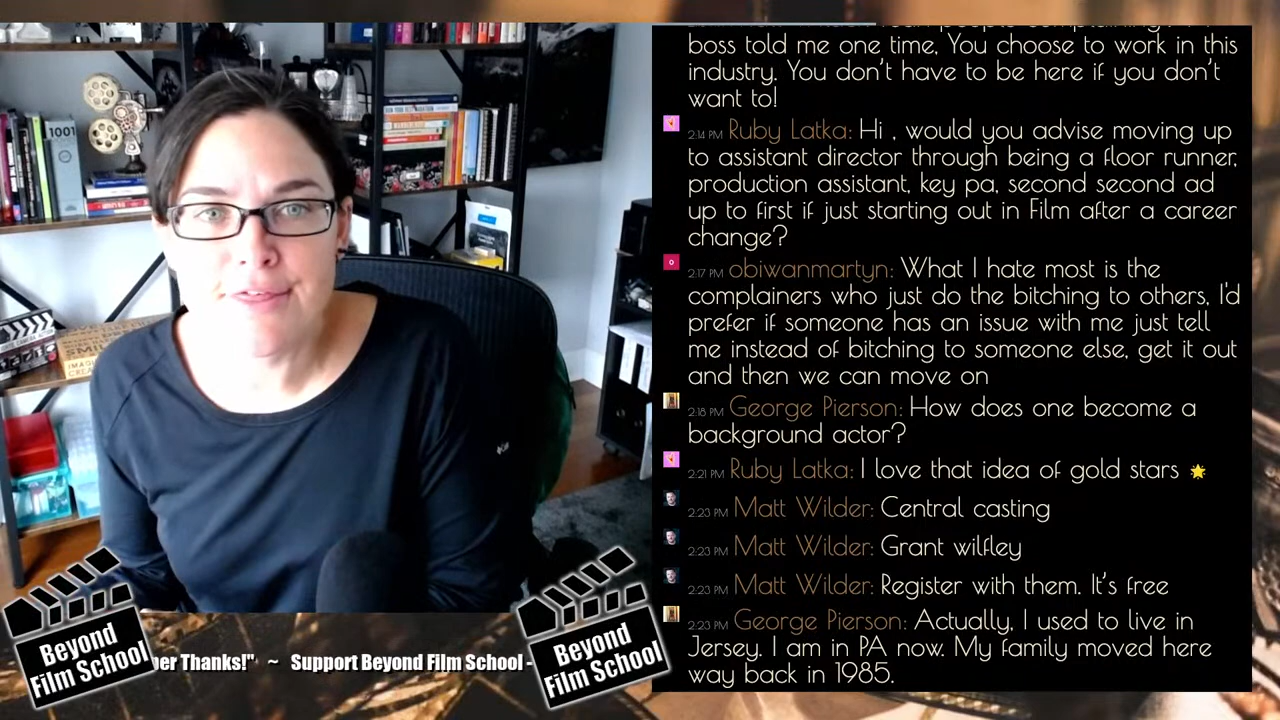 boss told me one time, You choose to work in this
industry. You don't have to be here if you don't
want to!
2:14 PM Ruby Latka: Hi , would you advise moving up
to assistant director through being a floor runner,
production assistant, key pa, second second ad
up to first if just starting out in Film after a career
change?
2:17 PM obiwanmartyn: What I hate most is the
complainers who just do the bitching to others, I'd
prefer if someone has an issue with me just tell
me instead of bitching to someone else, get it out
and then we can move on
2:18 PM George Pierson: How does one become a
background actor?
2:21 PM Ruby Latka: I love that idea of gold stars 🌟
2:23 PM Matt Wilder: Central casting
2:23 PM Matt Wilder: Grant wilfley
2:23 PM Matt Wilder: Register with them. It's free
2:23 PM George Pierson: Actually, I used to live in
Jersey. I am in PA now. My family moved here
way back in 1985.
1001
Beyond
Film School
Thanks!" ~ Support Beyond Film School -
Beyond
Film School